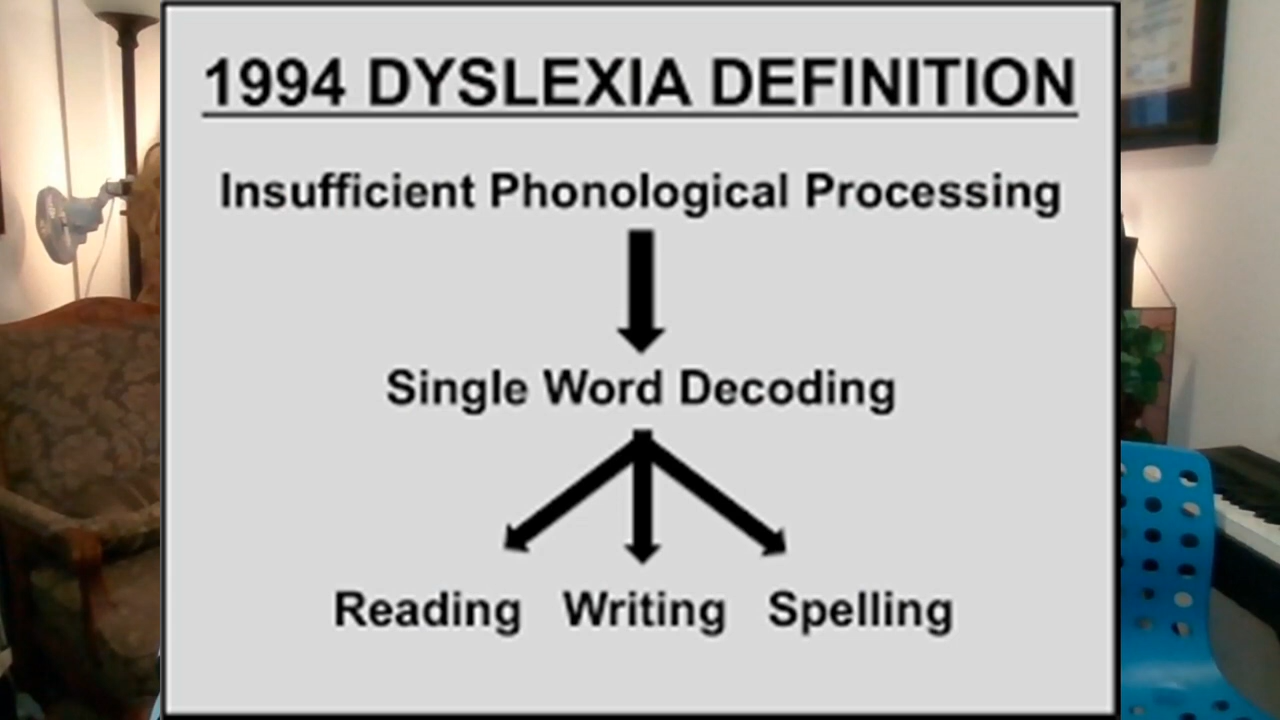 1994 DYSLEXIA DEFINITION
Insufficient Phonological Processing
Single Word Decoding
Reading Writing Spelling